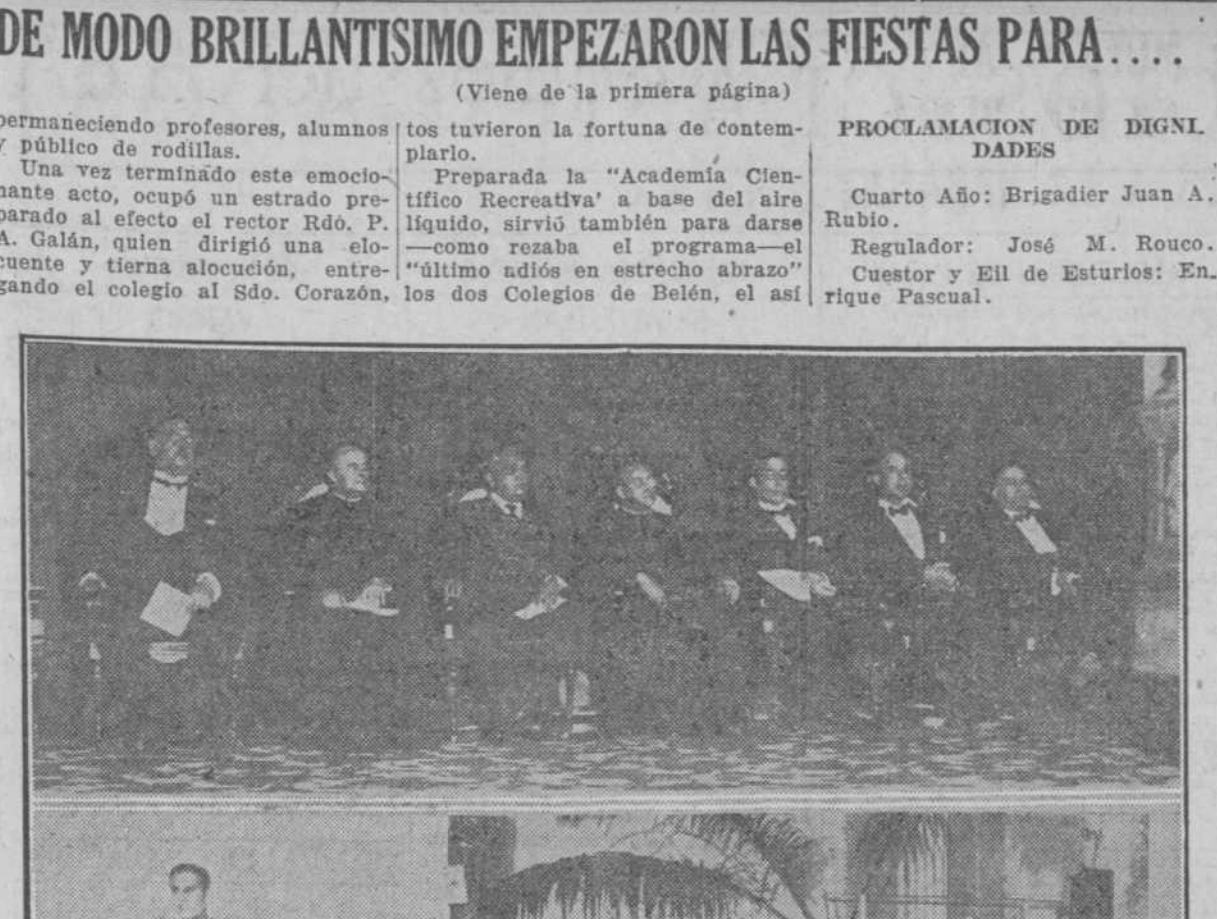 DE MODO BRILLANTISIMO EMPEZARON LAS FIESTAS PARA....
(Viene de la primera página)
permaneciendo profesores, alumnos
y público de rodillas.
Una vez terminado este emocio-
nante acto, ocupó un estrado pre-
parado al efecto el rector Rdo. P.
A. Galán, quien dirigió una elo-
cuente y tierna alocución, entre-
gando el colegio al Sdo. Corazón,
tos tuvieron la fortuna de contem-
plarlo.
Preparada la "Academia Cien-
tífico Recreativa' a base del aire
líquido, sirvió también para darse
—como rezaba el programa—el
"último adiós en estrecho abrazo"
los dos Colegios de Belén, el así
PROCLAMACION DE DIGNI.
DADES
Cuarto Año: Brigadier Juan A.
Rubio.
Regulador: José M. Rouco.
Cuestor y Eil de Esturios: En.
rique Pascual.